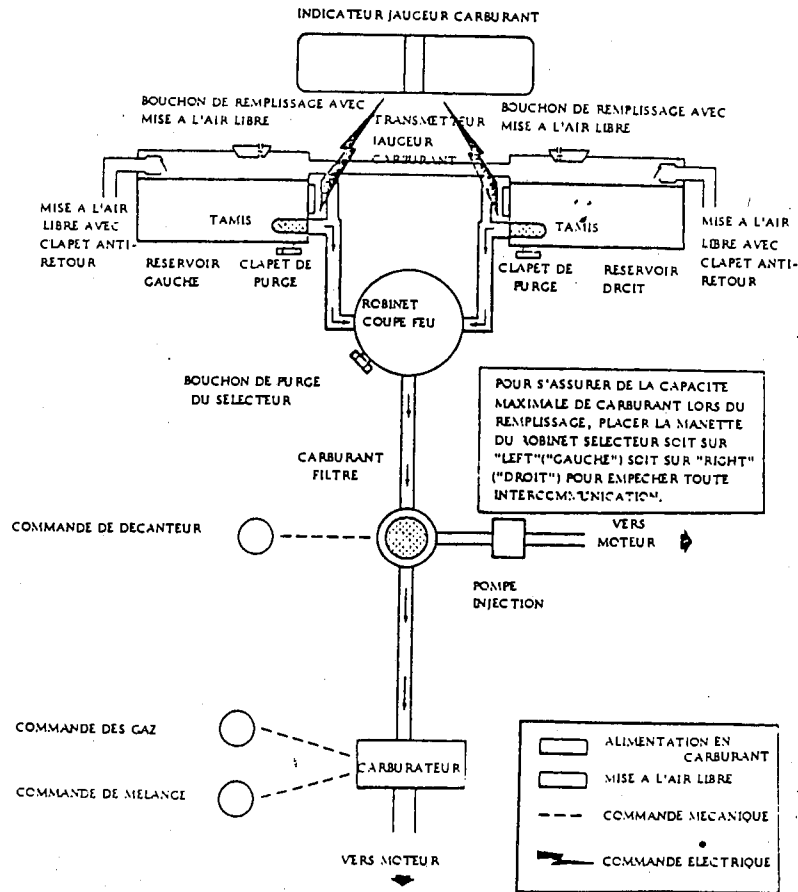 INDICATEUR JAUGEUR CARBURANT
BOUCHON DE REMPLISSAGE AVEC
MISE A L'AIR LIBRE
TRANSMETTEUR
JAUGEUR
CARBURANT
BOUCHON DE REMPLISSAGE AVEC
MISE A L'AIR LIBRE
MISE A L'AIR
LIBRE AVEC
CLAPET ANTI-
RETOUR
TAMIS
RESERVOIR
GAUCHE
CLAPET DE
PURGE
TAMIS
CLAPET DE
PURGE
RESERVOIR
DROIT
MISE A L'AIR
LIBRE AVEC
CLAPET ANTI-
RETOUR
ROBINET
COUPE FEU
BOUCHON DE PURGE
DU SELECTEUR
POUR S'ASSURER DE LA CAPACITE
MAXIMALE DE CARBURANT LORS DU
REMPLISSAGE, PLACER LA MANETTE
DU ROBINET SELECTEUR SOIT SUR
"LEFT"("GAUCHE") SOIT SUR "RIGHT"
("DROIT") POUR EMPECHER TOUTE
INTERCOMMUNICATION.
CARBURANT
FILTRE
COMMANDE DE DECANTEUR
VERS
MOTEUR
POMPE
INJECTION
COMMANDE DES GAZ
CARBURATEUR
COMMANDE DE MELANGE
VERS MOTEUR
ALIMENTATION EN
CARBURANT
MISE A L'AIR LIBRE
COMMANDE MECANIQUE
COMMANDE ELECTRIQUE